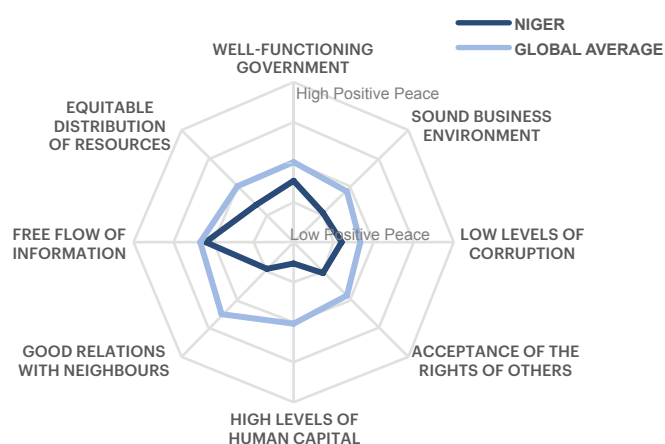 NIGER
GLOBAL AVERAGE
WELL-FUNCTIONING
GOVERNMENT
High Positive Peace
EQUITABLE
DISTRIBUTION
OF RESOURCES
SOUND BUSINESS
ENVIRONMENT
FREE FLOW OF
INFORMATION
Low Positive Peace
LOW LEVELS OF
CORRUPTION
GOOD RELATIONS
WITH NEIGHBOURS
ACCEPTANCE OF THE
RIGHTS OF OTHERS
HIGH LEVELS OF
HUMAN CAPITAL